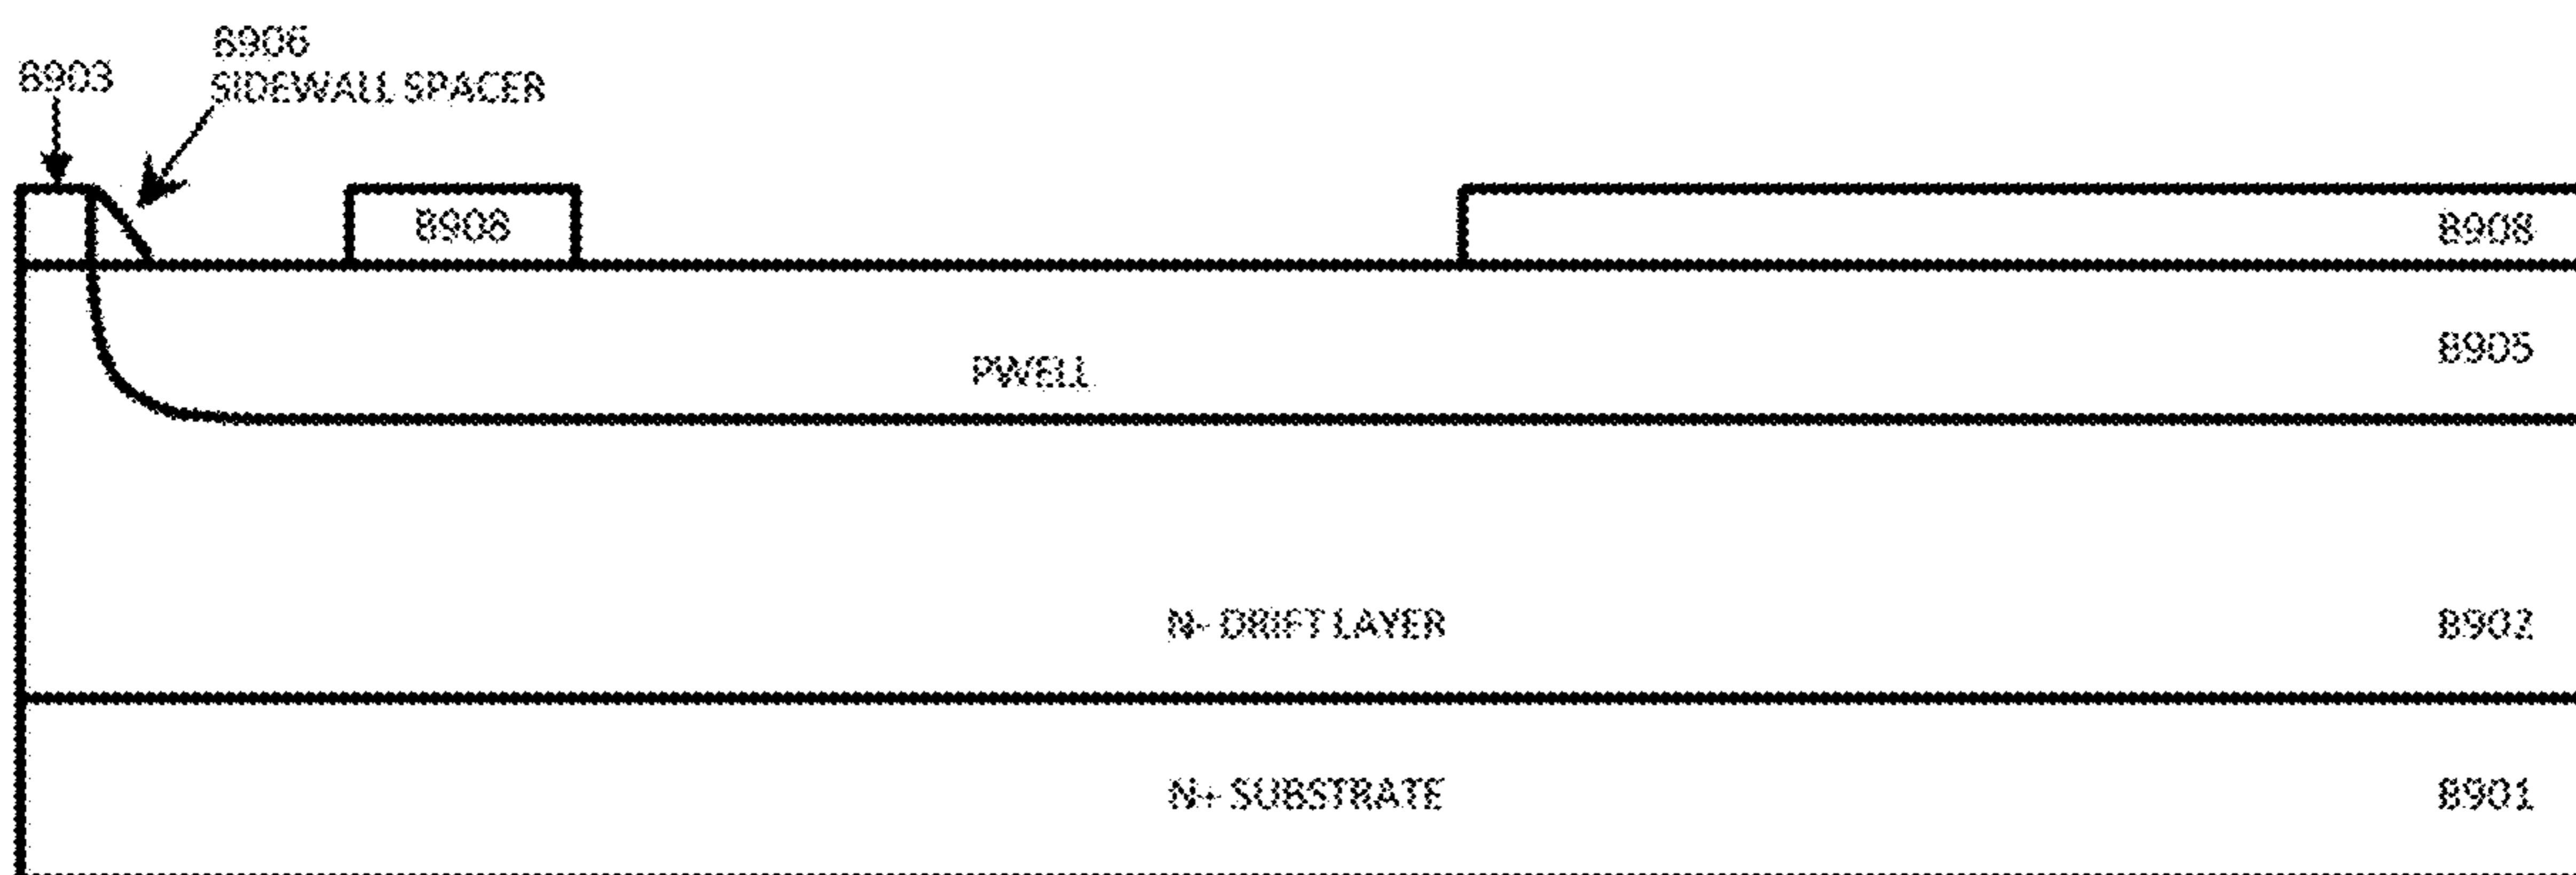 8906
8903
SIDEWALL SPACER
8908
8908
8905
PWELL
N- DRIFT LAYER 8902
N+ SUBSTRATE 8901